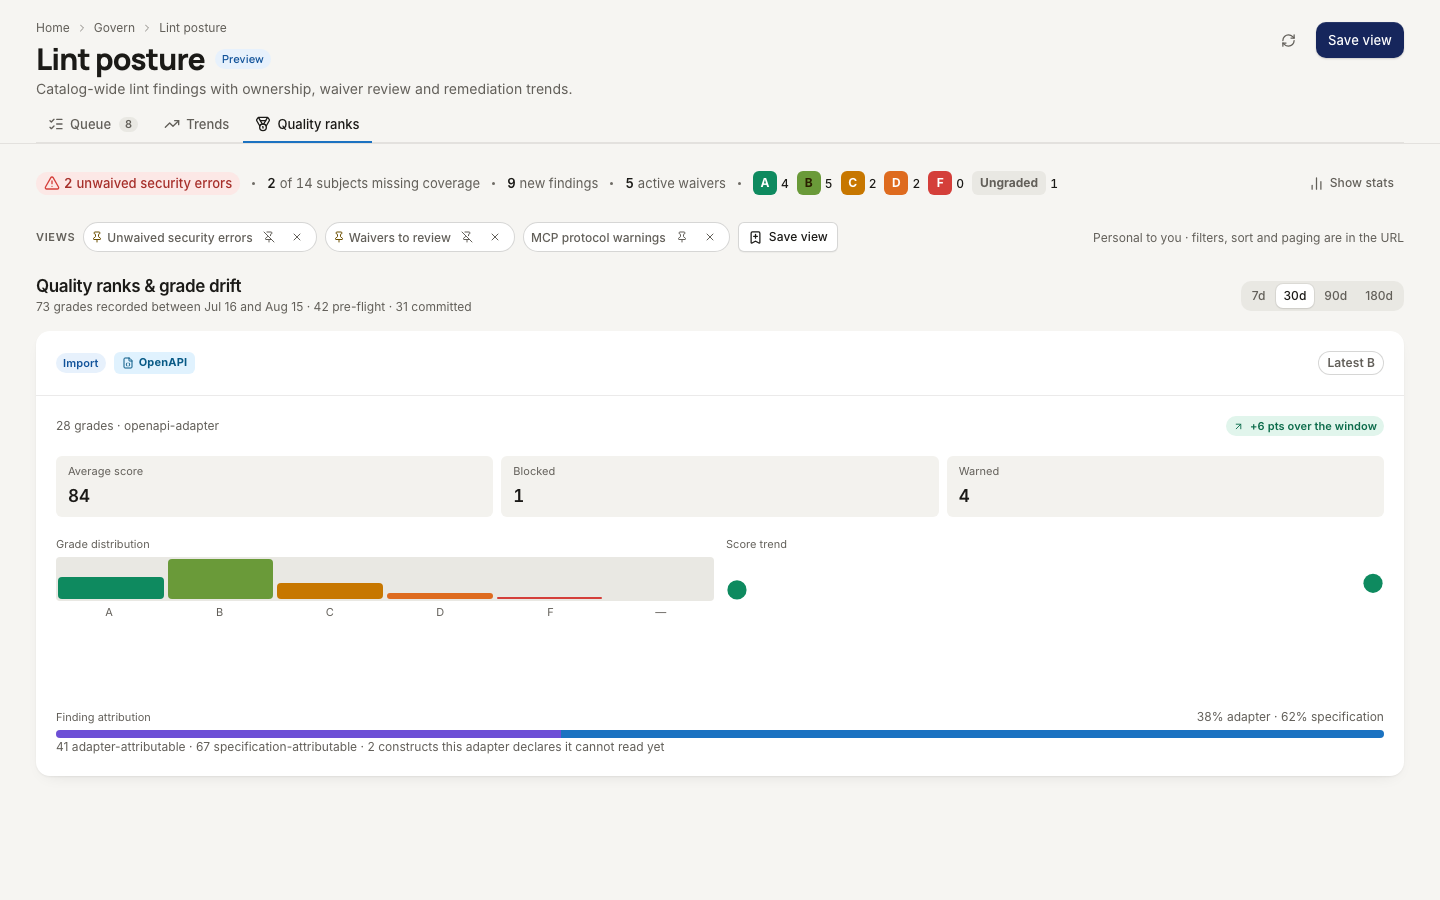 Home > Govern > Lint posture
Lint posture Preview
Catalog-wide lint findings with ownership, waiver review and remediation trends.
Save view
Queue 8 Trends Quality ranks
2 unwaived security errors • 2 of 14 subjects missing coverage • 9 new findings • 5 active waivers • A 4 B 5 C 2 D 2 F 0 Ungraded 1
Show stats
VIEWS Unwaived security errors Waivers to review MCP protocol warnings Save view
Personal to you · filters, sort and paging are in the URL
Quality ranks & grade drift
73 grades recorded between Jul 16 and Aug 15 · 42 pre-flight · 31 committed
7d 30d 90d 180d
Import OpenAPI
Latest B
28 grades · openapi-adapter
+6 pts over the window
Average score
84
Blocked
1
Warned
4
Grade distribution
A B C D F —
Score trend
Finding attribution
38% adapter · 62% specification
41 adapter-attributable · 67 specification-attributable · 2 constructs this adapter declares it cannot read yet